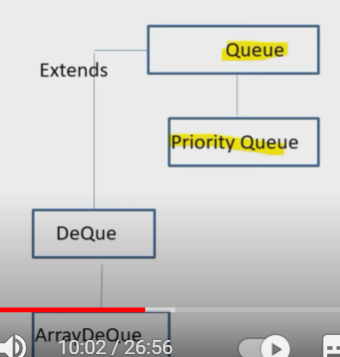 Queue
Extends
Priority Queue
DeQue
ArrayDeQue
10:02 / 26:56